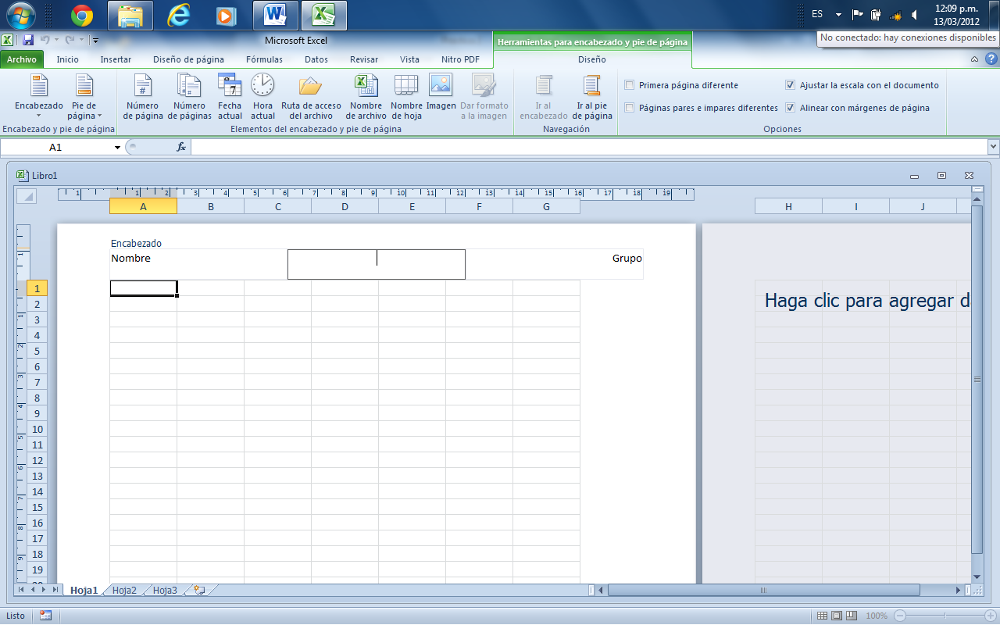 ES
12:09 p.m.
13/03/2012
No conectado: hay conexiones disponibles
Microsoft Excel
Herramientas para encabezado y pie de página
Archivo Inicio Insertar Diseño de página Fórmulas Datos Revisar Vista Nitro PDF Diseño
Encabezado
Pie de página
Número de página
Número de páginas
Fecha actual
Hora actual
Ruta de acceso del archivo
Nombre de archivo
Nombre de hoja
Imagen
Dar formato a la imagen
Ir al encabezado
Ir al pie de página
Primera página diferente
Páginas pares e impares diferentes
Ajustar la escala con el documento
Alinear con márgenes de página
Encabezado y pie de página
Elementos del encabezado y pie de página
Navegación
Opciones
A1
fx
Libro1
1 1 2 3 4 5 6 7 8 9 10 11 12 13 14 15 16 17 18 19
A B C D E F G H I J
Encabezado
Nombre
Grupo
Haga clic para agregar d
1
2
3
4
5
6
7
8
9
10
11
12
13
14
15
16
17
18
19
Hoja1 Hoja2 Hoja3
Listo
100%